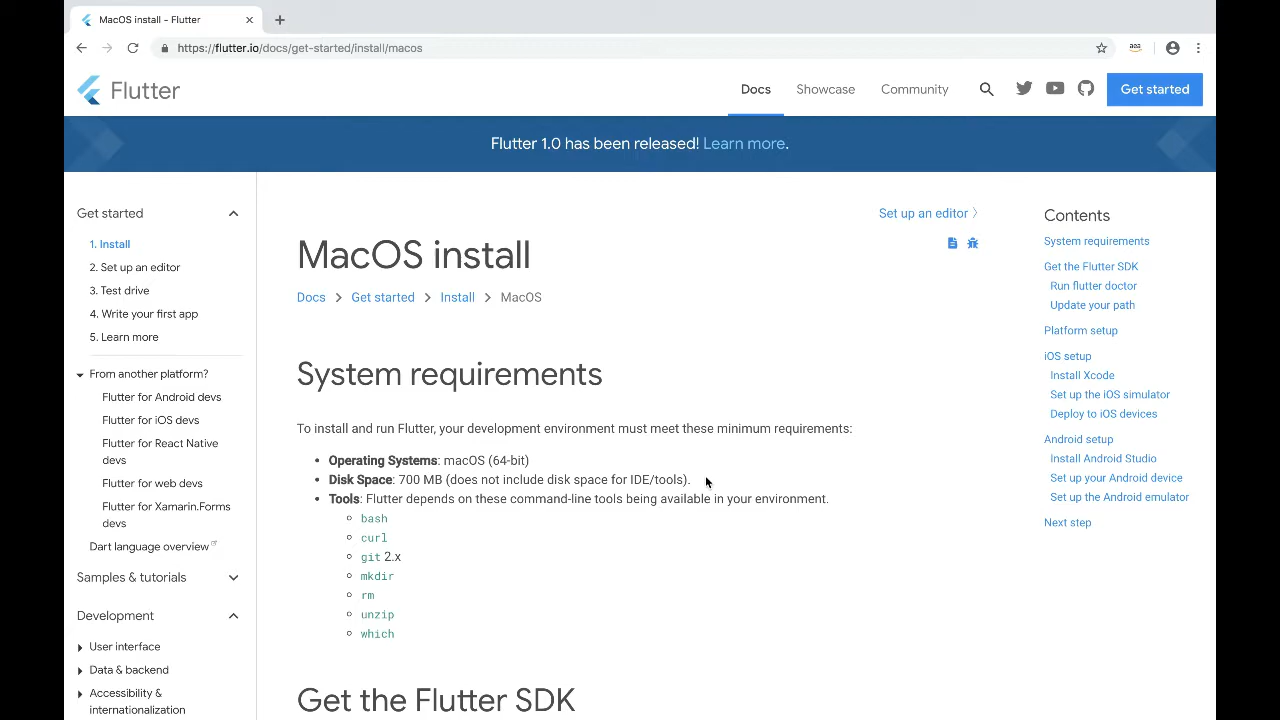 MacOS install - Flutter
https://flutter.io/docs/get-started/install/macos
Flutter
Docs
Showcase
Community
Get started
Flutter 1.0 has been released! Learn more.
Get started
1. Install
2. Set up an editor
3. Test drive
4. Write your first app
5. Learn more
From another platform?
Flutter for Android devs
Flutter for iOS devs
Flutter for React Native
devs
Flutter for web devs
Flutter for Xamarin.Forms
devs
Dart language overview
Samples & tutorials
Development
User interface
Data & backend
Accessibility &
internationalization
Set up an editor
MacOS install
Docs > Get started > Install > MacOS
System requirements
To install and run Flutter, your development environment must meet these minimum requirements:
• Operating Systems: macOS (64-bit)
• Disk Space: 700 MB (does not include disk space for IDE/tools).
• Tools: Flutter depends on these command-line tools being available in your environment.
bash
curl
git 2.x
mkdir
rm
unzip
which
Get the Flutter SDK
Contents
System requirements
Get the Flutter SDK
Run flutter doctor
Update your path
Platform setup
iOS setup
Install Xcode
Set up the iOS simulator
Deploy to iOS devices
Android setup
Install Android Studio
Set up your Android device
Set up the Android emulator
Next step